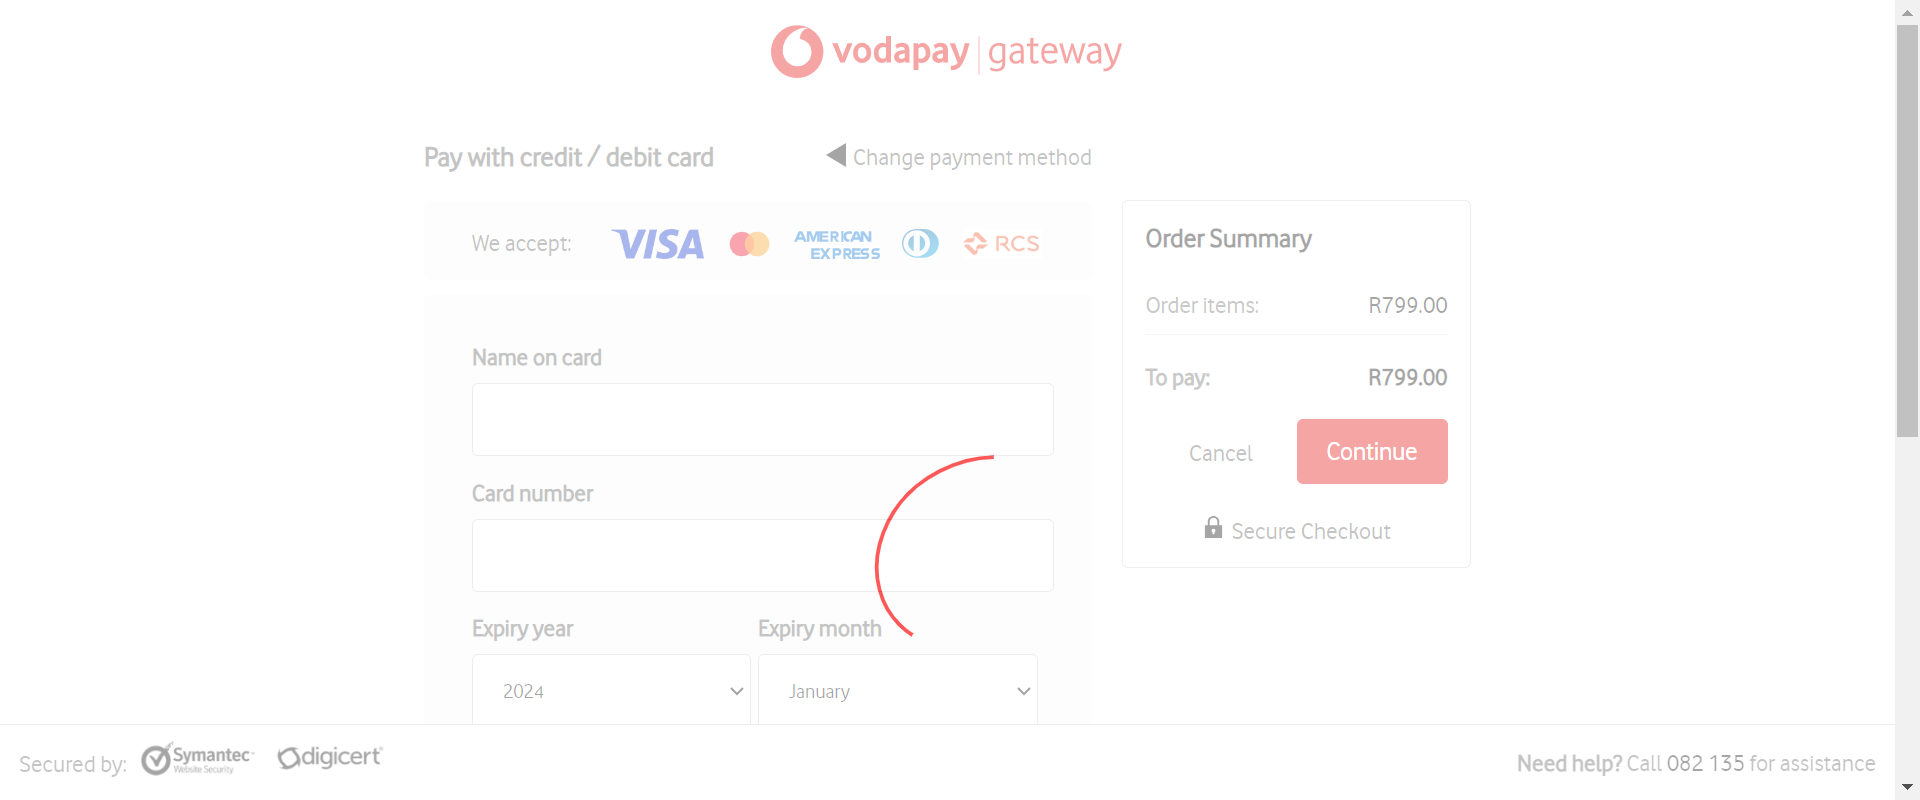 vodapay | gateway
Pay with credit / debit card
Change payment method
We accept:
VISA
AMERICAN
EXPRESS
RCS
Order Summary
Order items:
R799.00
To pay:
R799.00
Cancel
Continue
Secure Checkout
Name on card
Card number
Expiry year
Expiry month
2024
January
Secured by:
Symantec
Website Security
digicert
Need help? Call 082 135 for assistance